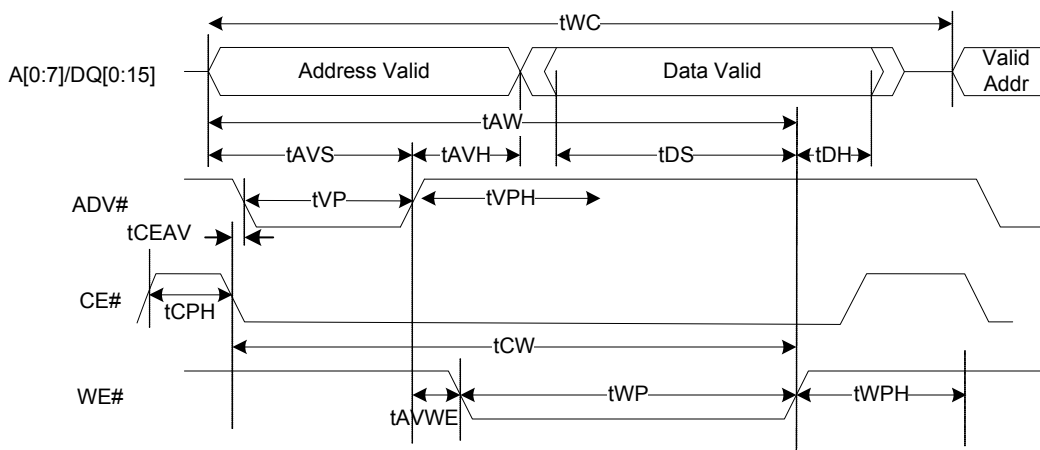 tWC
A[0:7]/DQ[0:15]
Address Valid
Data Valid
Valid
Addr
tAW
tAVS
tAVH
tDS
tDH
ADV#
tVP
tVPH
tCEAV
CE#
tCPH
tCW
WE#
tAVWE
tWP
tWPH